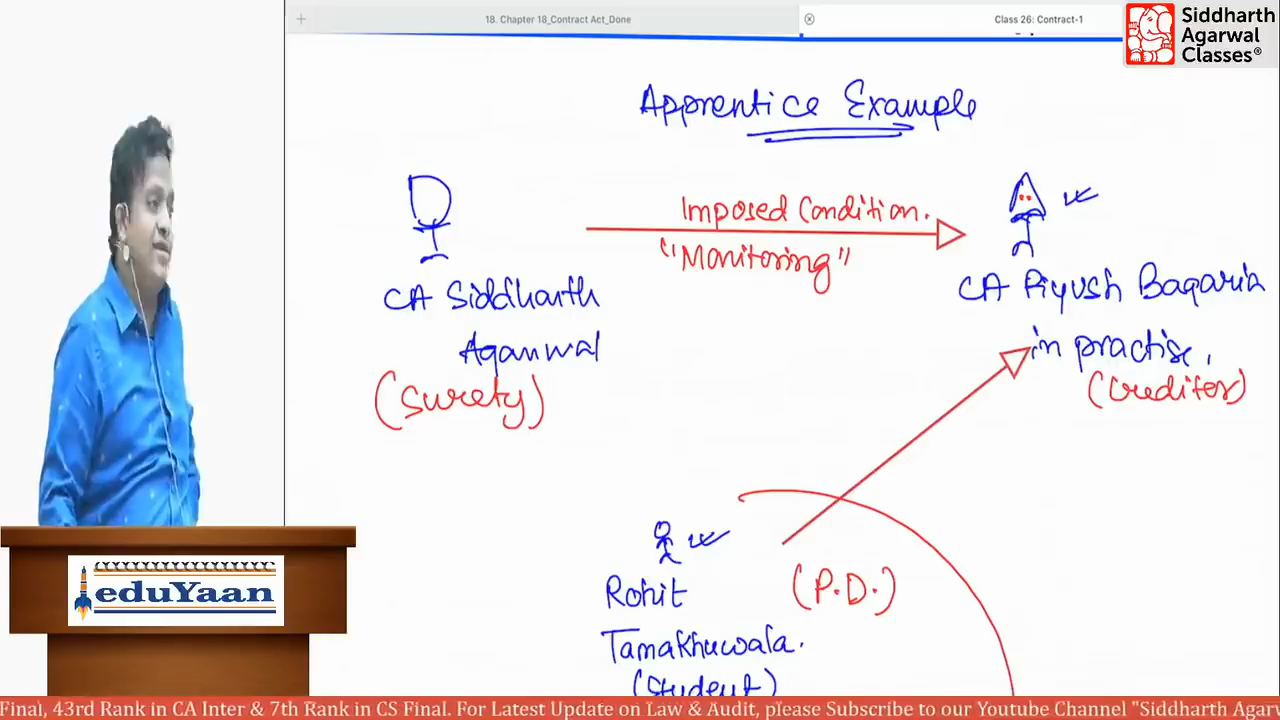 18. Chapter 18_Contract Act_Done
Class 26: Contract-1
Siddharth
Agarwal
Classes®
Apprentice Example
Imposed Condition.
"Monitoring"
CA Siddharth
Agarwal
(Surety)
CA Piyush Bagaria
in practise,
(Creditor)
Rohit
Tamakhuwala.
(Student)
(P.D.)
eduYaan
Final, 43rd Rank in CA Inter & 7th Rank in CS Final. For Latest Update on Law & Audit, please Subscribe to our Youtube Channel "Siddharth Agarw